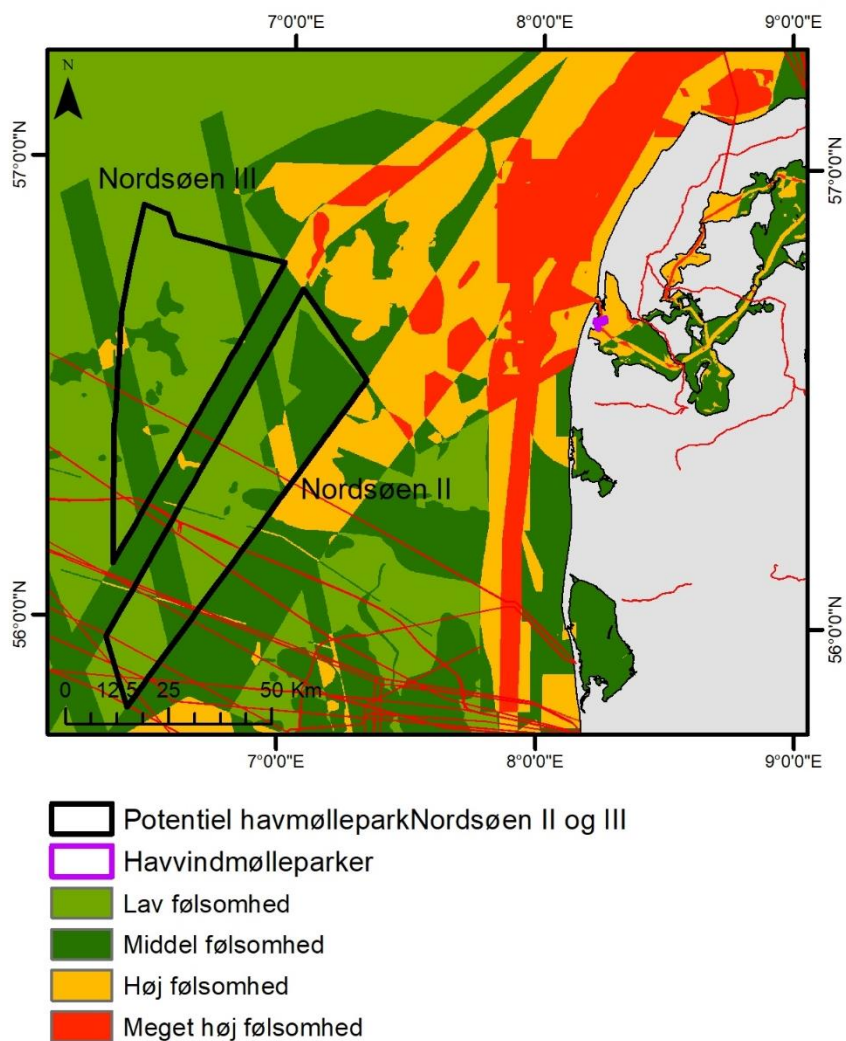 7°0'0"E 8°0'0"E 9°0'0"E
N
57°0'0"N 57°0'0"N
Nordsøen III
Nordsøen II
56°0'0"N 56°0'0"N
0 12,5 25 50 Km
7°0'0"E 8°0'0"E 9°0'0"E
Potentiel havmølleparkNordsøen II og III
Havvindmølleparker
Lav følsomhed
Middel følsomhed
Høj følsomhed
Meget høj følsomhed